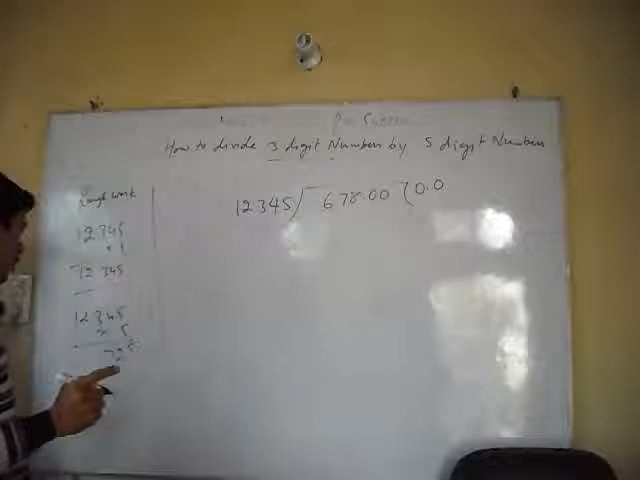 How to divide 3 digit Numbers by 5 digit Numbers
12345) 678.00 (0.0
Rough work
12345
× 1
12345
12345
× 5
725